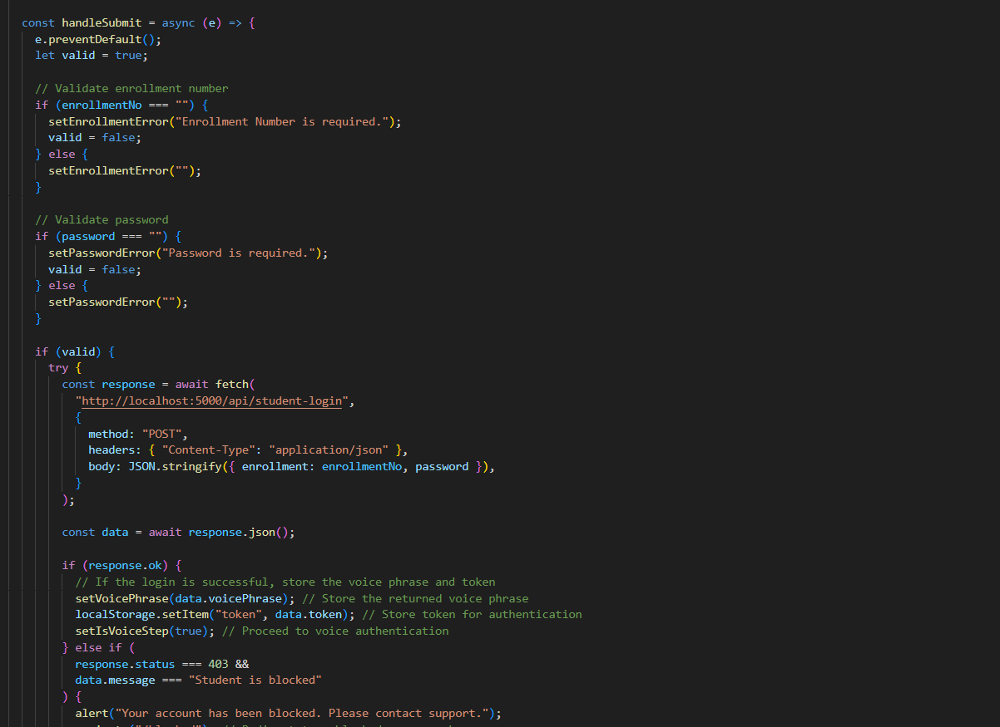 const handleSubmit = async (e) => {
e.preventDefault();
let valid = true;
// Validate enrollment number
if (enrollmentNo === "") {
setEnrollmentError("Enrollment Number is required.");
valid = false;
} else {
setEnrollmentError("");
}
// Validate password
if (password === "") {
setPasswordError("Password is required.");
valid = false;
} else {
setPasswordError("");
}
if (valid) {
try {
const response = await fetch(
"http://localhost:5000/api/student-login",
{
method: "POST",
headers: { "Content-Type": "application/json" },
body: JSON.stringify({ enrollment: enrollmentNo, password }),
}
);
const data = await response.json();
if (response.ok) {
// If the login is successful, store the voice phrase and token
setVoicePhrase(data.voicePhrase); // Store the returned voice phrase
localStorage.setItem("token", data.token); // Store token for authentication
setIsVoiceStep(true); // Proceed to voice authentication
} else if (
response.status === 403 &&
data.message === "Student is blocked"
) {
alert("Your account has been blocked. Please contact support.");